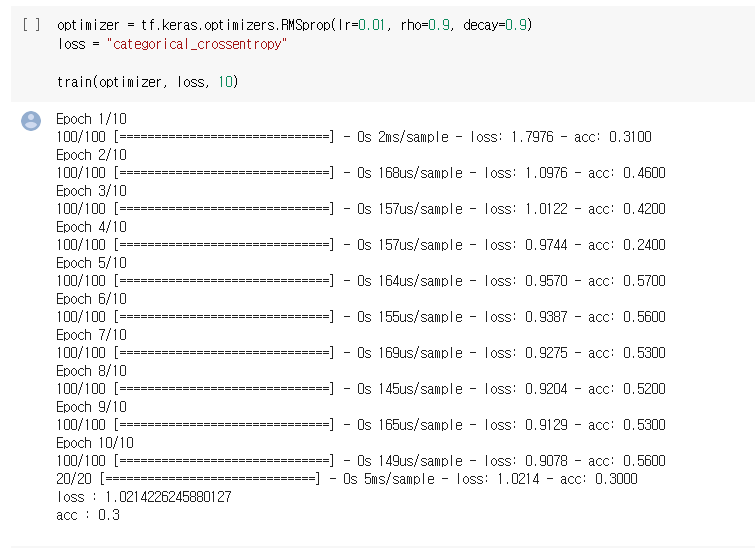 [ ] optimizer = tf.keras.optimizers.RMSprop(lr=0.01, rho=0.9, decay=0.9)
loss = "categorical_crossentropy"
train(optimizer, loss, 10)
Epoch 1/10
100/100 [==============================] - 0s 2ms/sample - loss: 1.7976 - acc: 0.3100
Epoch 2/10
100/100 [==============================] - 0s 168us/sample - loss: 1.0976 - acc: 0.4600
Epoch 3/10
100/100 [==============================] - 0s 157us/sample - loss: 1.0122 - acc: 0.4200
Epoch 4/10
100/100 [==============================] - 0s 157us/sample - loss: 0.9744 - acc: 0.2400
Epoch 5/10
100/100 [==============================] - 0s 164us/sample - loss: 0.9570 - acc: 0.5700
Epoch 6/10
100/100 [==============================] - 0s 155us/sample - loss: 0.9387 - acc: 0.5600
Epoch 7/10
100/100 [==============================] - 0s 169us/sample - loss: 0.9275 - acc: 0.5300
Epoch 8/10
100/100 [==============================] - 0s 145us/sample - loss: 0.9204 - acc: 0.5200
Epoch 9/10
100/100 [==============================] - 0s 165us/sample - loss: 0.9129 - acc: 0.5300
Epoch 10/10
100/100 [==============================] - 0s 149us/sample - loss: 0.9078 - acc: 0.5600
20/20 [==============================] - 0s 5ms/sample - loss: 1.0214 - acc: 0.3000
loss : 1.0214226245880127
acc : 0.3